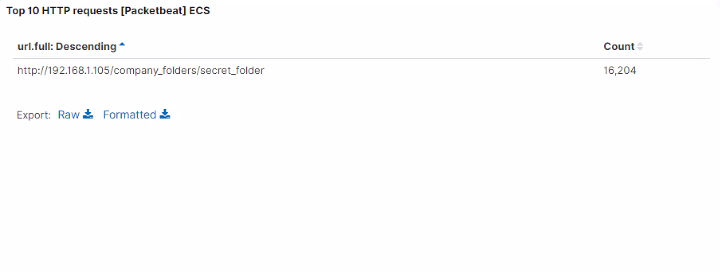 Top 10 HTTP requests [Packetbeat] ECS
url.full: Descending Count
http://192.168.1.105/company_folders/secret_folder 16,204
Export: Raw Formatted